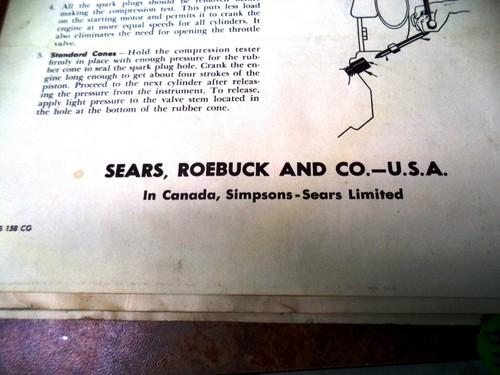 4. All the spark plugs should be removed
making the compression test. This puts less load
on the starting motor and permits it to crank the
engine at more equal speeds for all cylinders. It
also eliminates the need for opening the throttle
valve.
5. Standard Cones — Hold the compression tester
firmly in place with enough pressure for the rub-
ber cone to seal the spark plug hole. Crank the en-
gine long enough to get about four strokes of the
piston. Proceed to the next cylinder after releas-
ing the pressure from the instrument. To release,
apply light pressure to the valve stem located in
the hole at the bottom of the rubber cone.
SEARS, ROEBUCK AND CO.—U.S.A.
In Canada, Simpsons-Sears Limited
158 CG